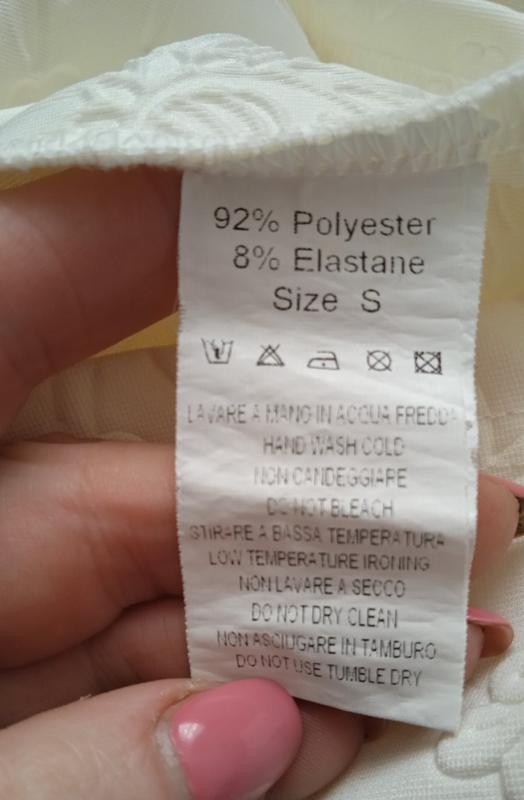 92% Polyester
8% Elastane
Size S
LAVARE A MANO IN ACQUA FREDDA
HAND WASH COLD
NON CANDEGGIARE
DO NOT BLEACH
STIRARE A BASSA TEMPERATURA
LOW TEMPERATURE IRONING
NON LAVARE A SECCO
DO NOT DRY CLEAN
NON ASCIUGARE IN TAMBURO
DO NOT USE TUMBLE DRY